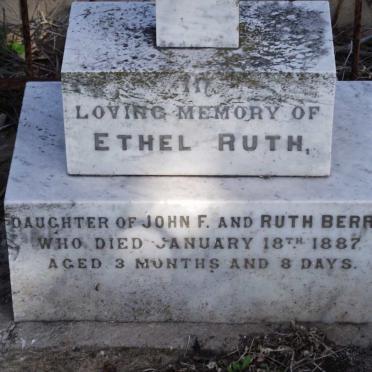 In
LOVING MEMORY OF
ETHEL RUTH,
DAUGHTER OF JOHN F. AND RUTH BERR
WHO DIED JANUARY 18TH 1887
AGED 3 MONTHS AND 8 DAYS.